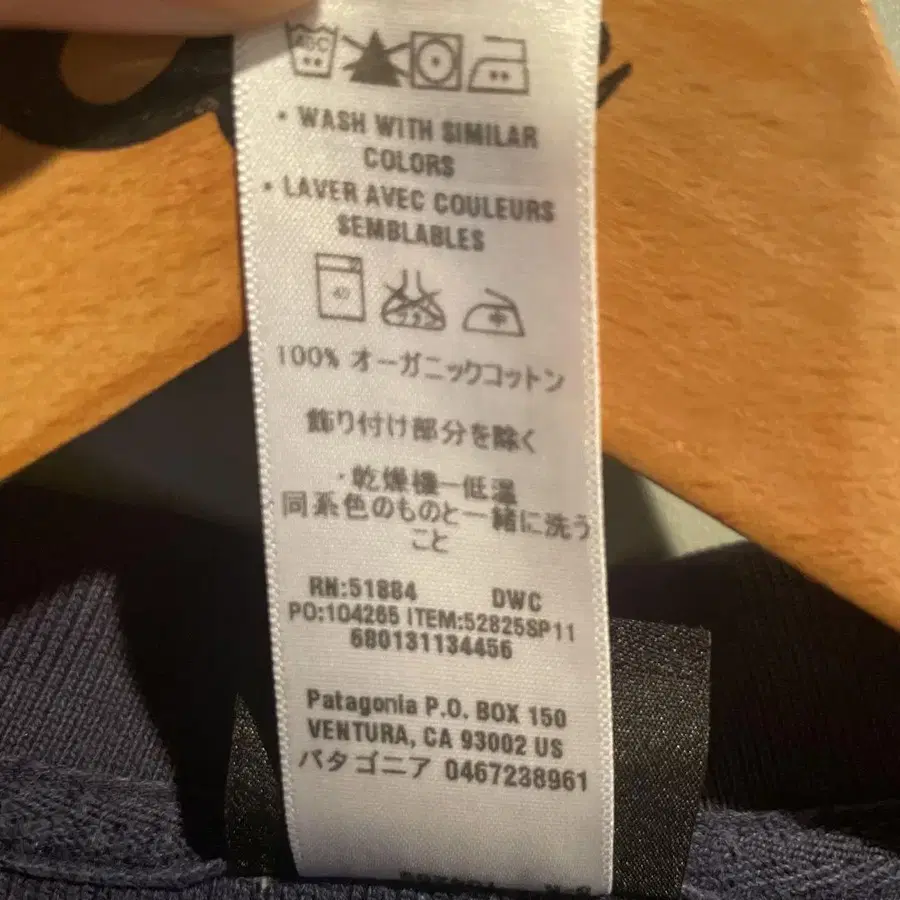 • WASH WITH SIMILAR
COLORS
• LAVER AVEC COULEURS
SEMBLABLES
40
中
100% オーガニックコットン
飾り付け部分を除く
・乾燥機ー低温
同系色のものと一緒に洗う
こと
RN:51884 DWC
PO:104265 ITEM:52825SP11
680131134456
Patagonia P.O. BOX 150
VENTURA, CA 93002 US
パタゴニア 0467238961